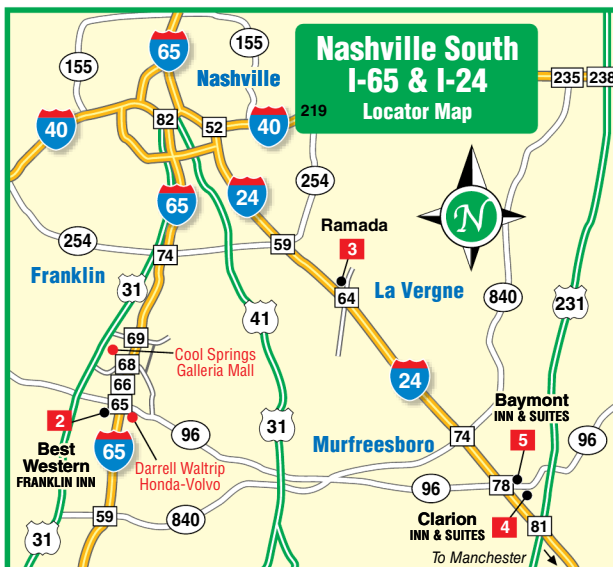 Nashville South
I-65 & I-24
Locator Map
155
65
155
Nashville
235
238
40
82
52
40
219
65
24
254
254
74
59
Ramada
3
N
Franklin
31
64
La Vergne
840
231
41
69
Cool Springs
Galleria Mall
68
66
65
2
24
Baymont
INN & SUITES
5
96
31
96
Murfreesboro
74
Best
Western
FRANKLIN INN
65
Darrell Waltrip
Honda-Volvo
96
78
59
840
Clarion
INN & SUITES
4
81
31
To Manchester